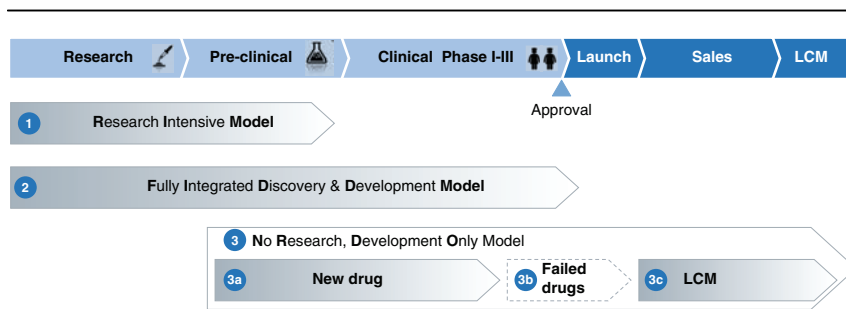 Research Pre-clinical Clinical Phase I-III Launch Sales LCM
Approval
1 Research Intensive Model
2 Fully Integrated Discovery & Development Model
3 No Research, Development Only Model
3a New drug 3b Failed drugs 3c LCM